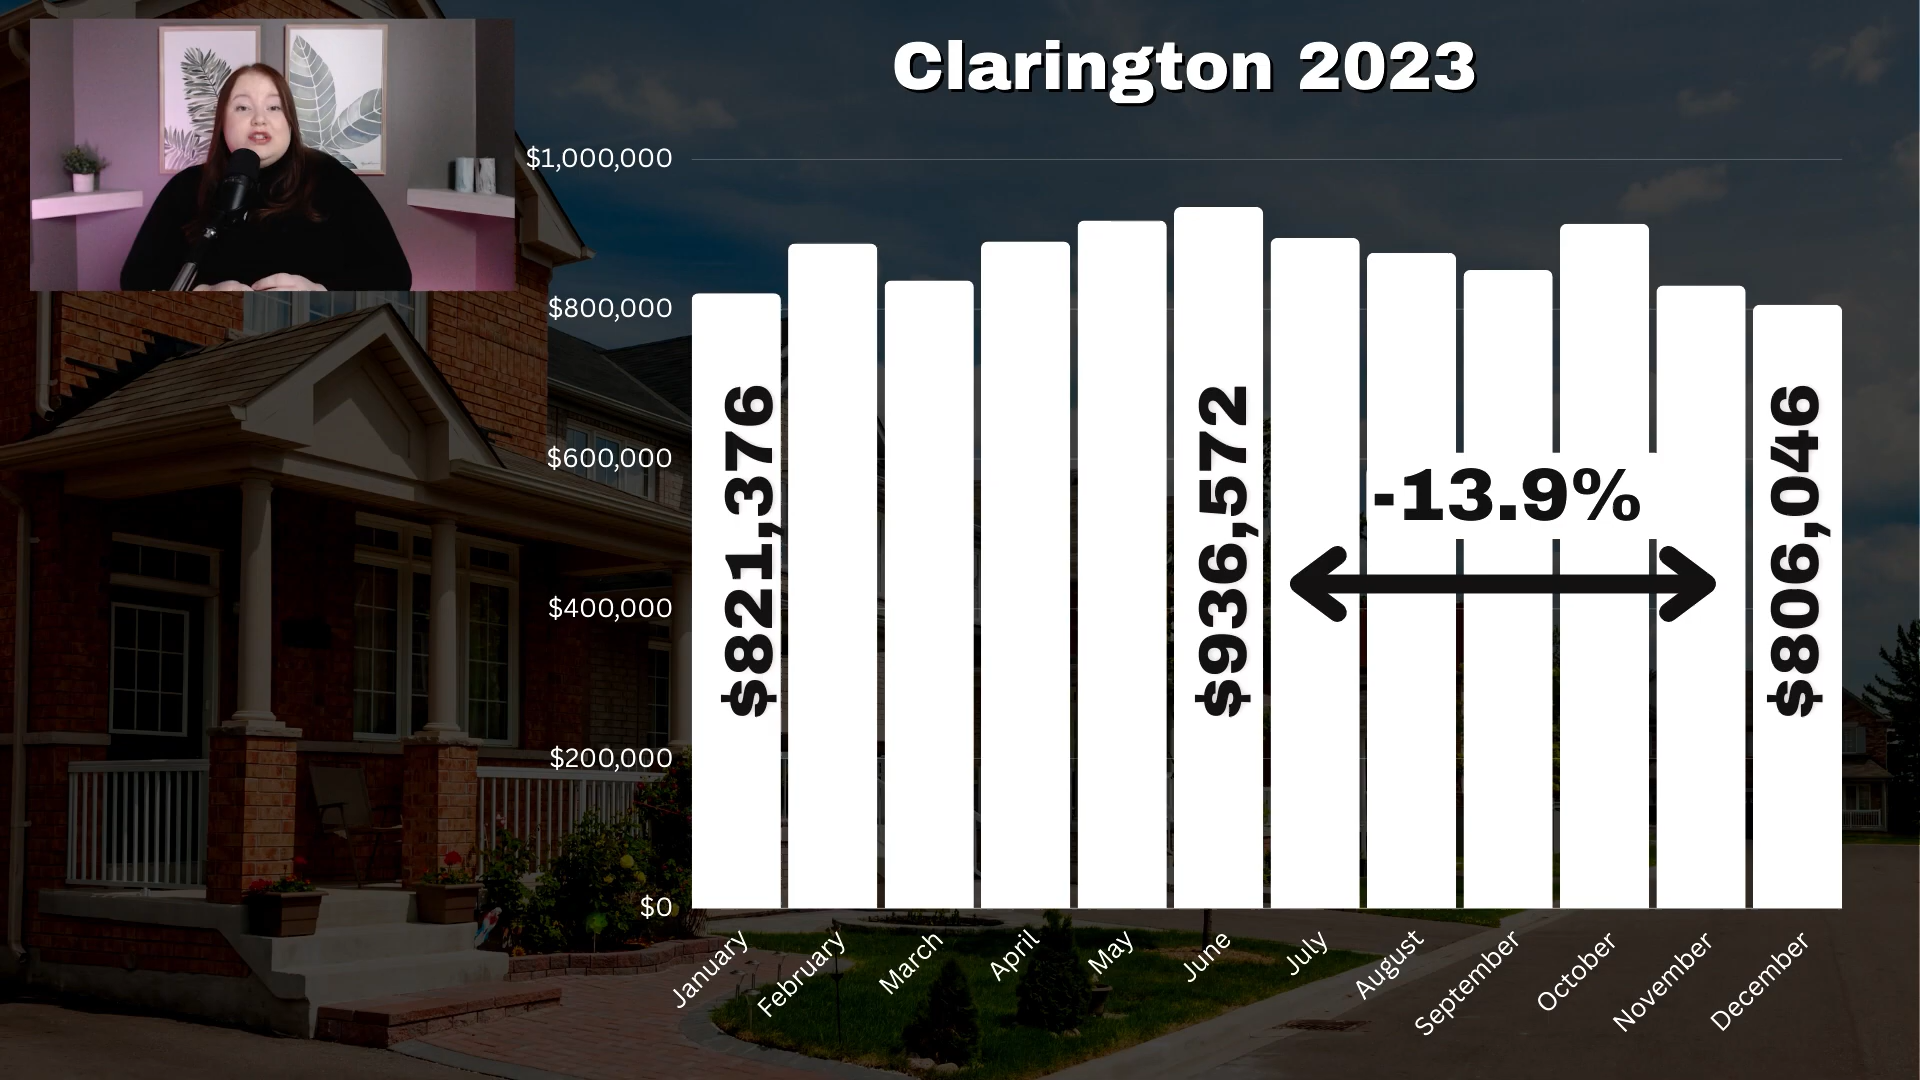 Clarington 2023
$1,000,000
$800,000
$600,000
$400,000
$200,000
$0
$821,376
$936,572
-13.9%
$806,046
January
February
March
April
May
June
July
August
September
October
November
December